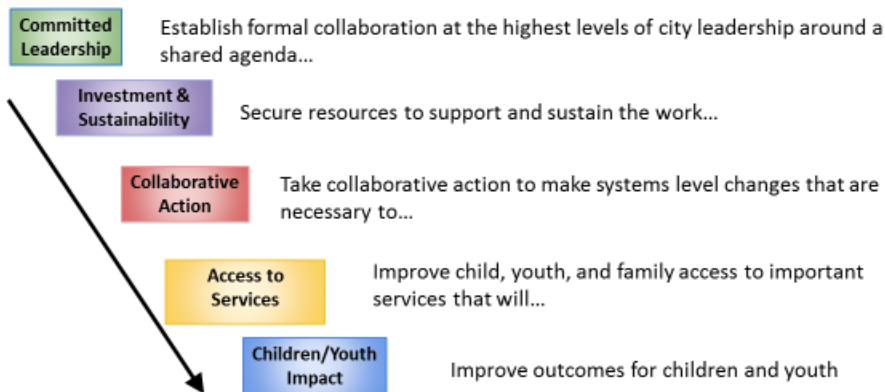 Committed
Leadership
Establish formal collaboration at the highest levels of city leadership around a
shared agenda...
Investment &
Sustainability
Secure resources to support and sustain the work...
Collaborative
Action
Take collaborative action to make systems level changes that are
necessary to...
Access to
Services
Improve child, youth, and family access to important
services that will...
Children/Youth
Impact
Improve outcomes for children and youth